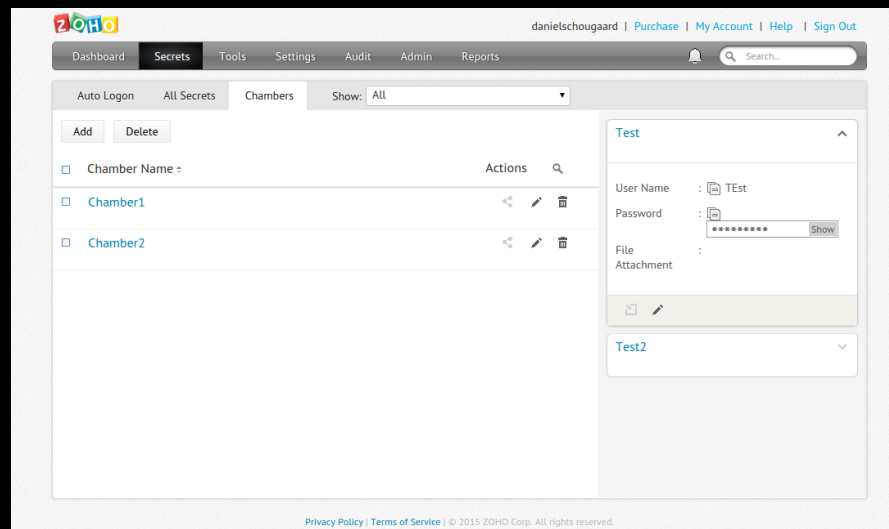 ZOHO
danielschougaard | Purchase | My Account | Help | Sign Out
Dashboard Secrets Tools Settings Audit Admin Reports Search...
Auto Logon All Secrets Chambers Show: All
Add Delete
Chamber Name Actions
Chamber1
Chamber2
Test
User Name : TEst
Password :
********* Show
File Attachment :
Test2
Privacy Policy | Terms of Service | © 2015 ZOHO Corp. All rights reserved.